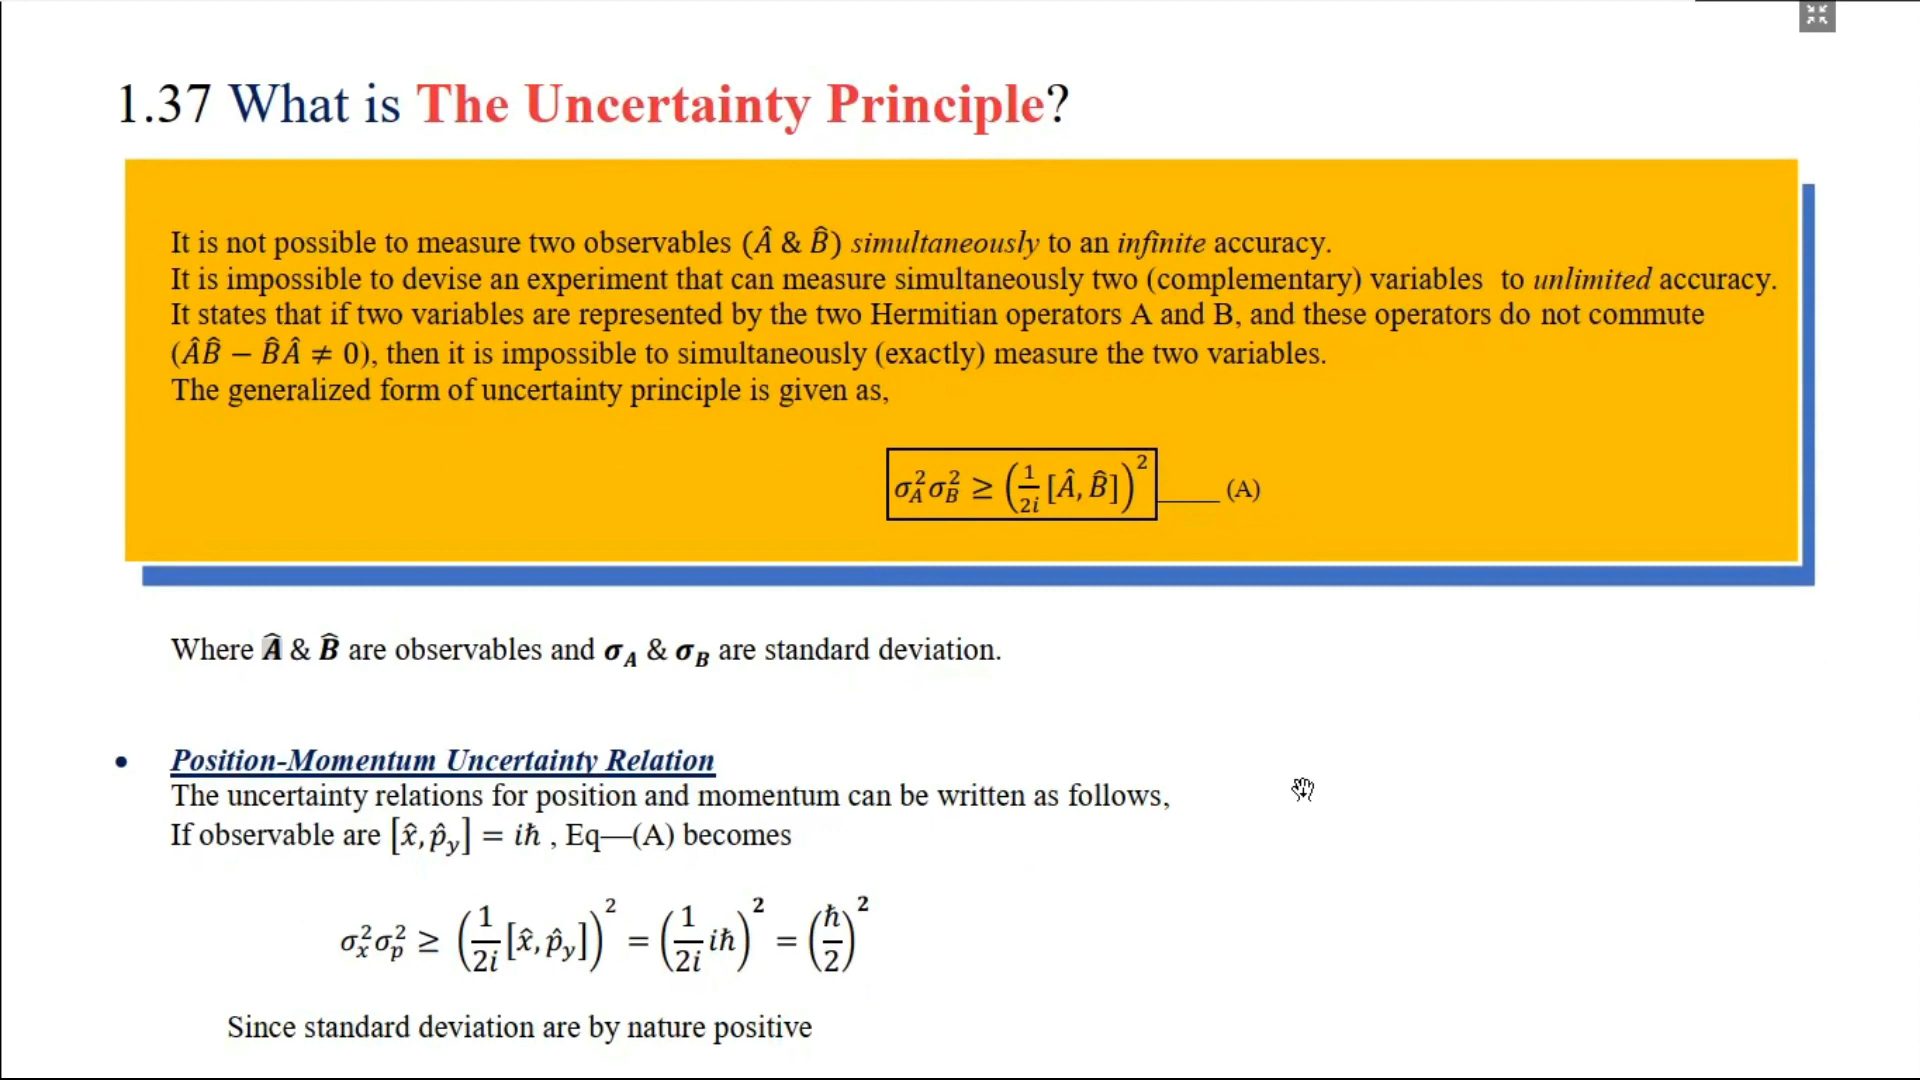 1.37 What is The Uncertainty Principle?
It is not possible to measure two observables (Â & B̂) simultaneously to an infinite accuracy.
It is impossible to devise an experiment that can measure simultaneously two (complementary) variables to unlimited accuracy.
It states that if two variables are represented by the two Hermitian operators A and B, and these operators do not commute
(ÂB̂ − B̂Â ≠ 0), then it is impossible to simultaneously (exactly) measure the two variables.
The generalized form of uncertainty principle is given as,
σ_A² σ_B² ≥ (1/2i [Â, B̂])² _____ (A)
Where Â & B̂ are observables and σ_A & σ_B are standard deviation.
• Position-Momentum Uncertainty Relation
The uncertainty relations for position and momentum can be written as follows,
If observable are [x̂, p̂_y] = iħ , Eq—(A) becomes
σ_x² σ_p² ≥ (1/2i [x̂, p̂_y])² = (1/2i iħ)² = (ħ/2)²
Since standard deviation are by nature positive